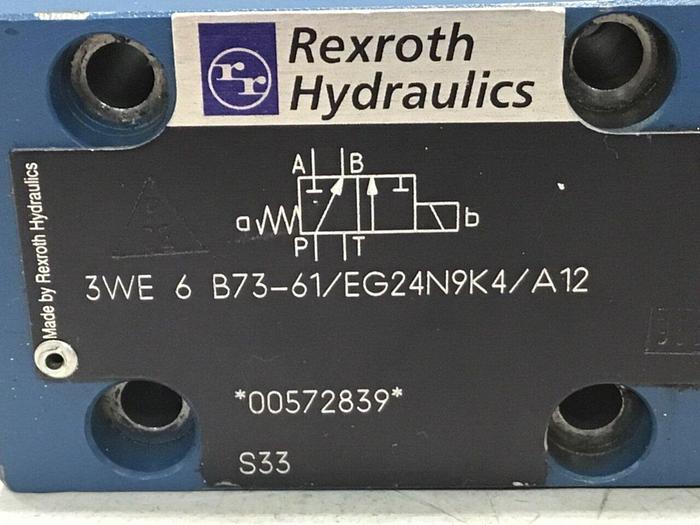 Rexroth
Hydraulics
Made by Rexroth Hydraulics
A B
a b
P T
3WE 6 B73-61/EG24N9K4/A12
*00572839*
S33